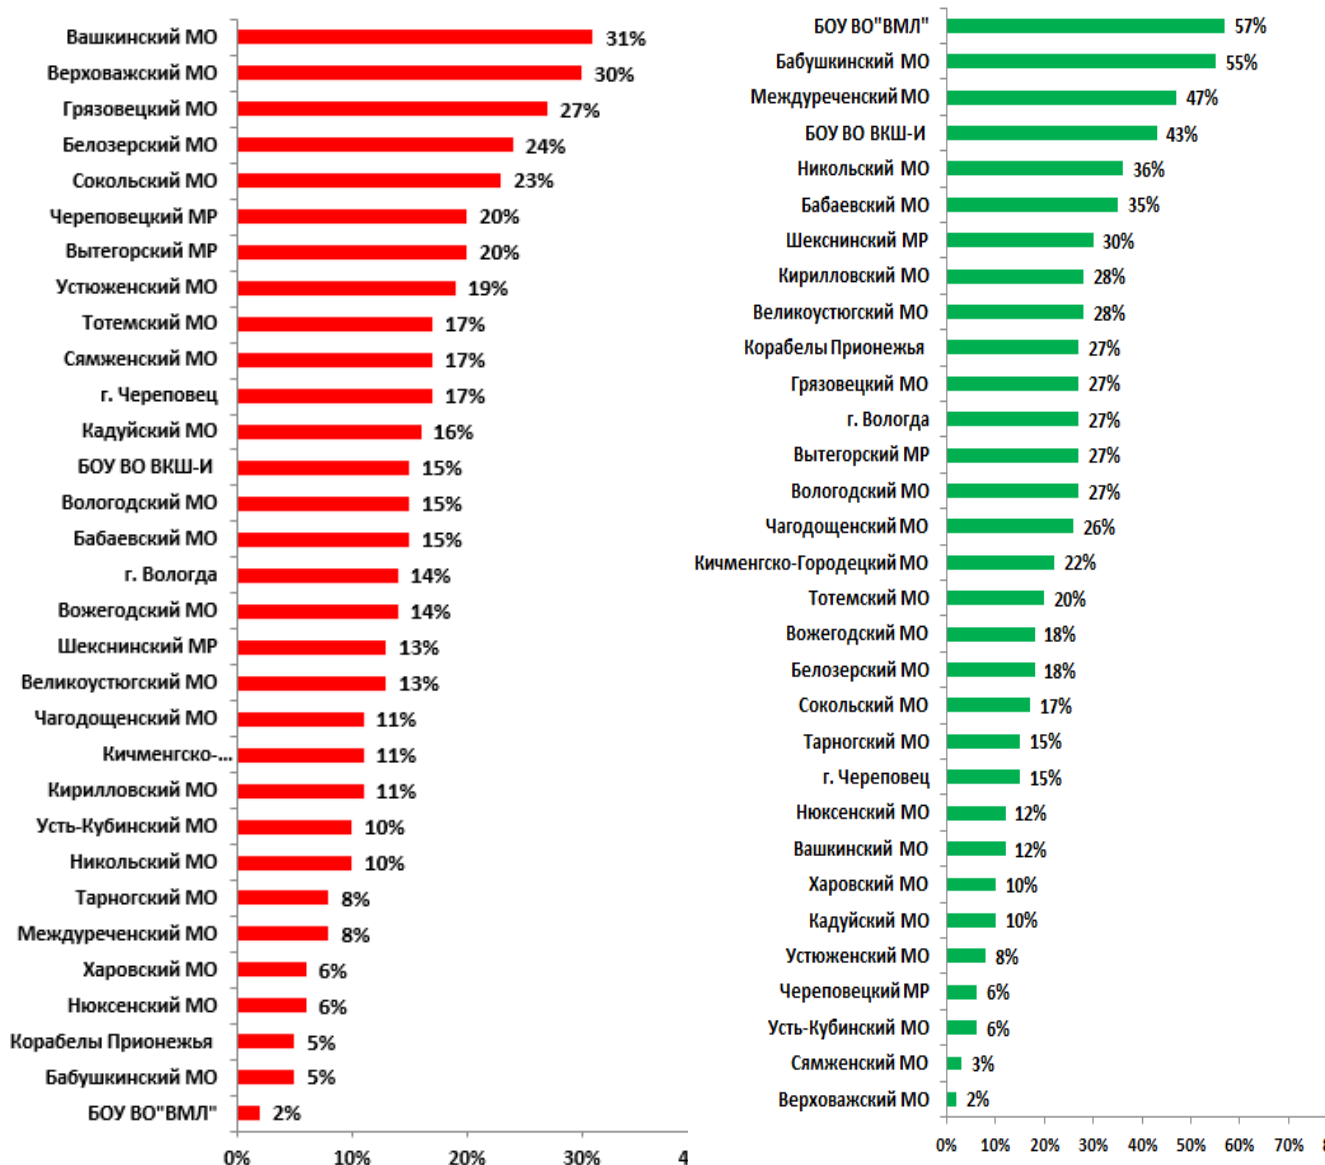 Вашкинский МО 31%
Верховажский МО 30%
Грязовецкий МО 27%
Белозерский МО 24%
Сокольский МО 23%
Череповецкий МР 20%
Вытегорский МР 20%
Устюженский МО 19%
Тотемский МО 17%
Сямженский МО 17%
г. Череповец 17%
Кадуйский МО 16%
БОУ ВО ВКШ-И 15%
Вологодский МО 15%
Бабаевский МО 15%
г. Вологда 14%
Вожегодский МО 14%
Шекснинский МР 13%
Великоустюгский МО 13%
Чагодощенский МО 11%
Кичменгско-... 11%
Кирилловский МО 11%
Усть-Кубинский МО 10%
Никольский МО 10%
Тарногский МО 8%
Междуреченский МО 8%
Харовский МО 6%
Нюксенский МО 6%
Корабелы Прионежья 5%
Бабушкинский МО 5%
БОУ ВО"ВМЛ" 2%
0% 10% 20% 30% 4
БОУ ВО"ВМЛ" 57%
Бабушкинский МО 55%
Междуреченский МО 47%
БОУ ВО ВКШ-И 43%
Никольский МО 36%
Бабаевский МО 35%
Шекснинский МР 30%
Кирилловский МО 28%
Великоустюгский МО 28%
Корабелы Прионежья 27%
Грязовецкий МО 27%
г. Вологда 27%
Вытегорский МР 27%
Вологодский МО 27%
Чагодощенский МО 26%
Кичменгско-Городецкий МО 22%
Тотемский МО 20%
Вожегодский МО 18%
Белозерский МО 18%
Сокольский МО 17%
Тарногский МО 15%
г. Череповец 15%
Нюксенский МО 12%
Вашкинский МО 12%
Харовский МО 10%
Кадуйский МО 10%
Устюженский МО 8%
Череповецкий МР 6%
Усть-Кубинский МО 6%
Сямженский МО 3%
Верховажский МО 2%
0% 10% 20% 30% 40% 50% 60% 70% 8